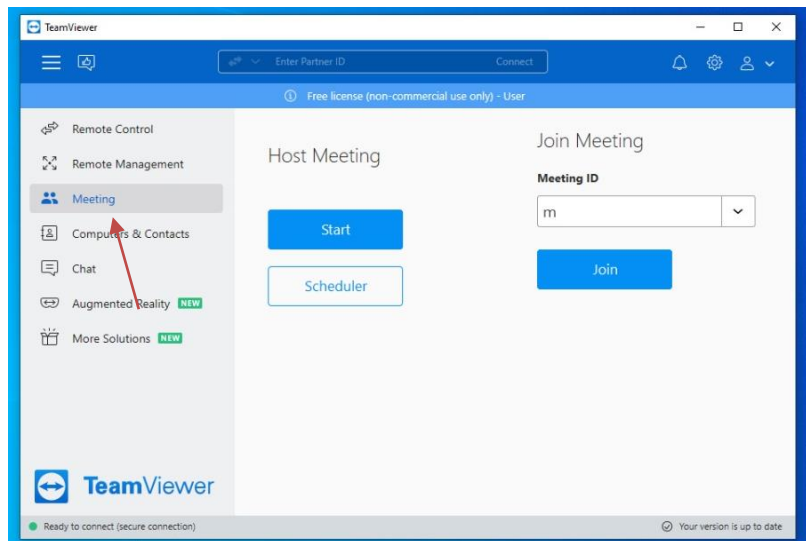 TeamViewer
Enter Partner ID Connect
Free license (non-commercial use only) - User
Remote Control
Remote Management
Meeting
Computers & Contacts
Chat
Augmented Reality NEW
More Solutions NEW
TeamViewer
Host Meeting
Start
Scheduler
Join Meeting
Meeting ID
m
Join
Ready to connect (secure connection)
Your version is up to date